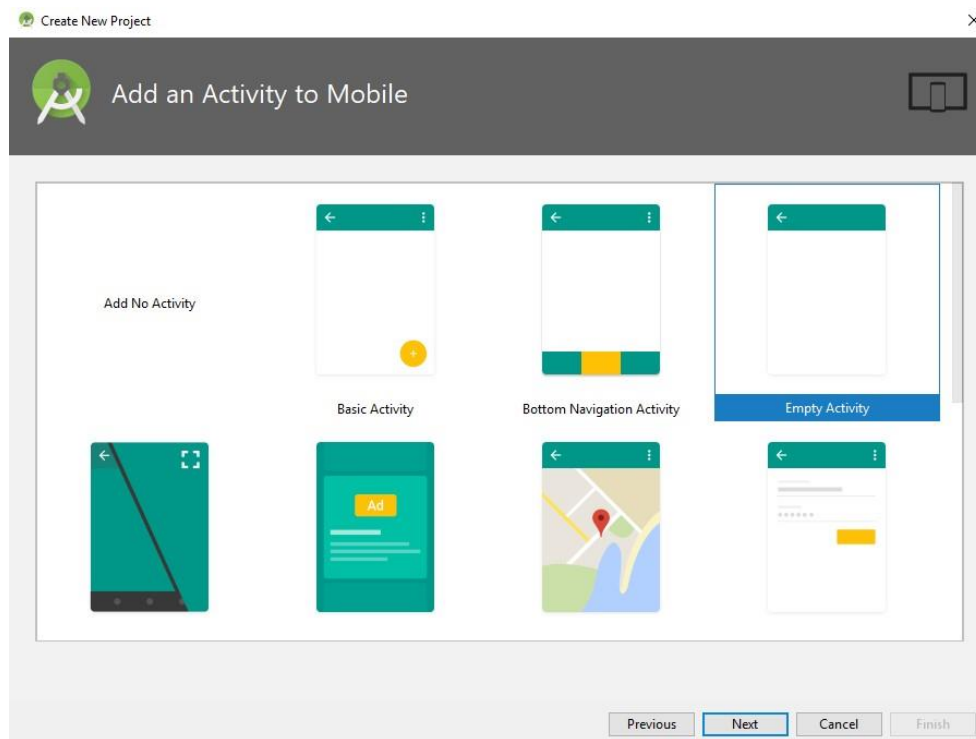 Create New Project
Add an Activity to Mobile
Add No Activity
Basic Activity
Bottom Navigation Activity
Empty Activity
Ad
Previous
Next
Cancel
Finish